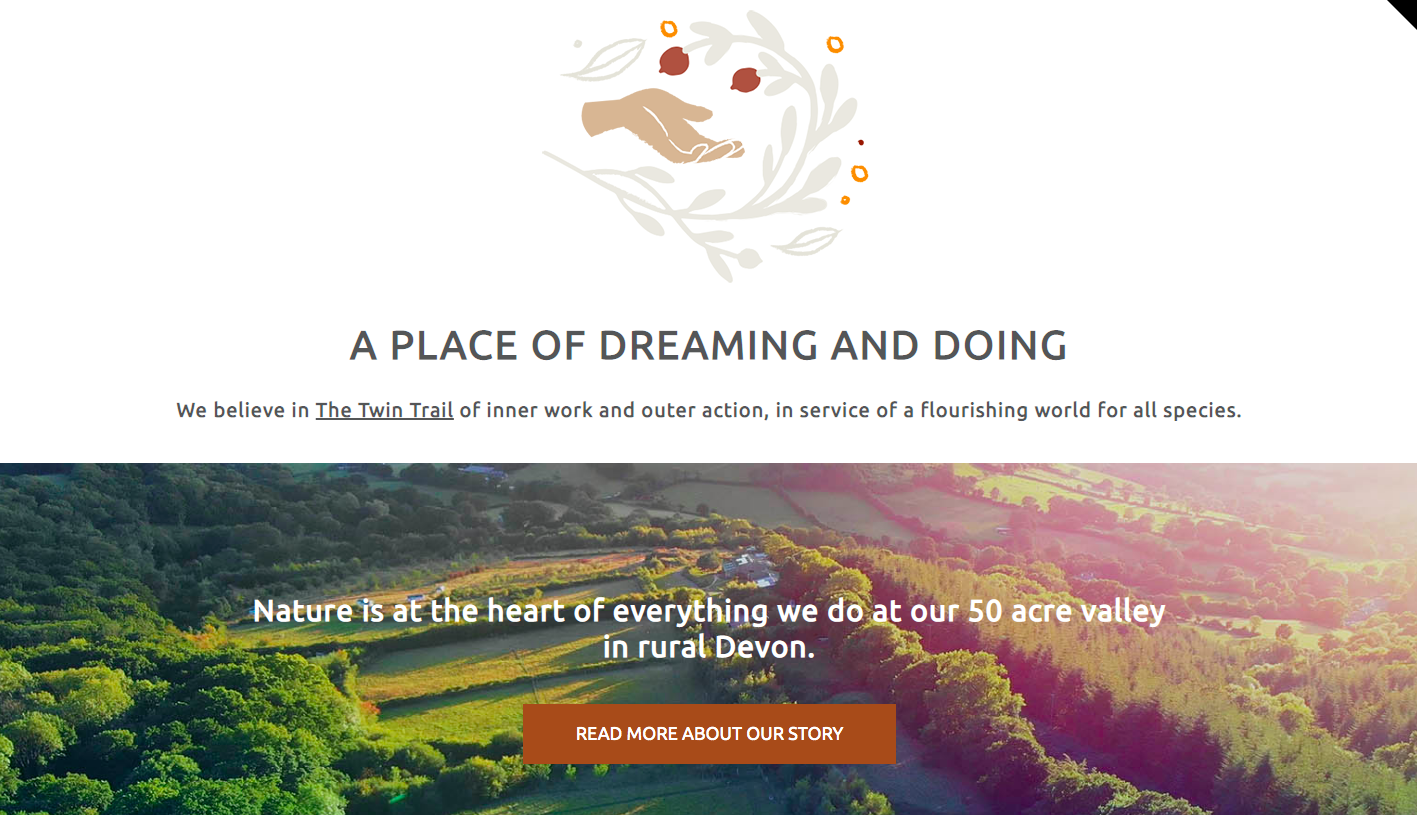 A PLACE OF DREAMING AND DOING
We believe in The Twin Trail of inner work and outer action, in service of a flourishing world for all species.
Nature is at the heart of everything we do at our 50 acre valley
in rural Devon.
READ MORE ABOUT OUR STORY